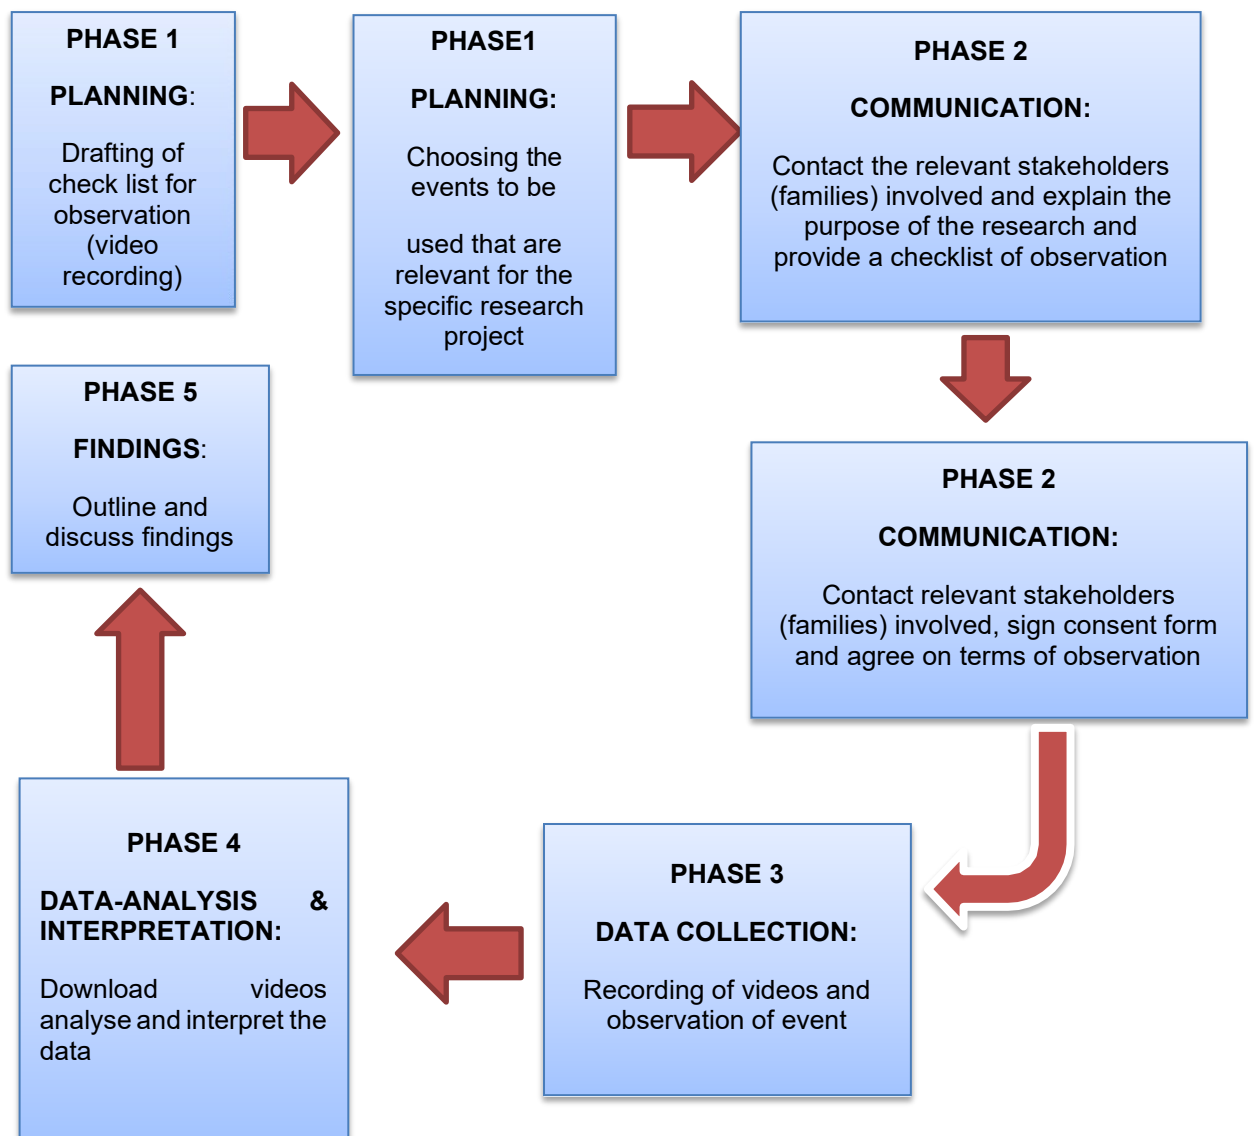 PHASE 1
PLANNING:
Drafting of
check list for
observation
(video
recording)
PHASE1
PLANNING:
Choosing the
events to be
used that are
relevant for the
specific research
project
PHASE 2
COMMUNICATION:
Contact the relevant stakeholders
(families) involved and explain the
purpose of the research and
provide a checklist of observation
PHASE 2
COMMUNICATION:
Contact relevant stakeholders
(families) involved, sign consent form
and agree on terms of observation
PHASE 3
DATA COLLECTION:
Recording of videos and
observation of event
PHASE 4
DATA-ANALYSIS &
INTERPRETATION:
Download videos
analyse and interpret the
data
PHASE 5
FINDINGS:
Outline and
discuss findings